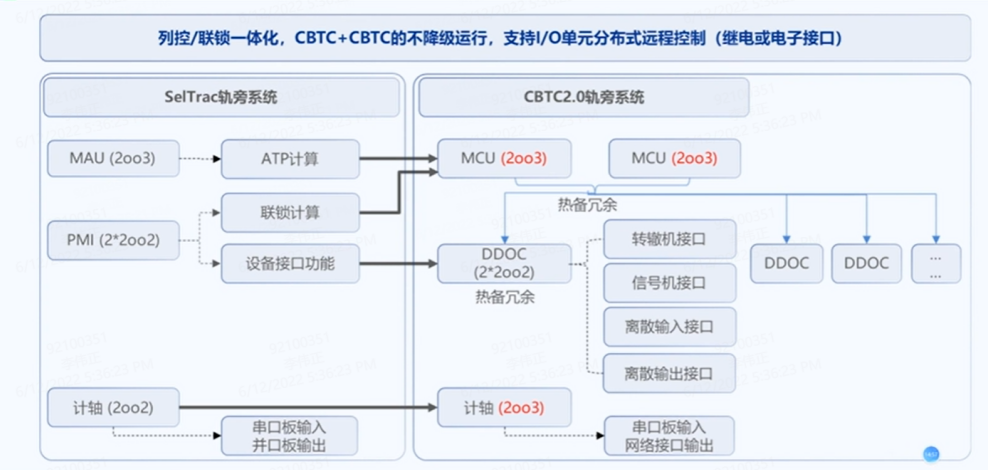 列控/联锁一体化，CBTC+CBTC的不降级运行，支持I/O单元分布式远程控制（继电或电子接口）
SelTrac轨旁系统
CBTC2.0轨旁系统
MAU (2oo3)
ATP计算
MCU (2oo3)
MCU (2oo3)
联锁计算
热备冗余
PMI (2*2oo2)
设备接口功能
DDOC
(2*2oo2)
热备冗余
转辙机接口
信号机接口
离散输入接口
离散输出接口
DDOC
DDOC
...
...
计轴 (2oo2)
计轴 (2oo3)
串口板输入
并口板输出
串口板输入
网络接口输出